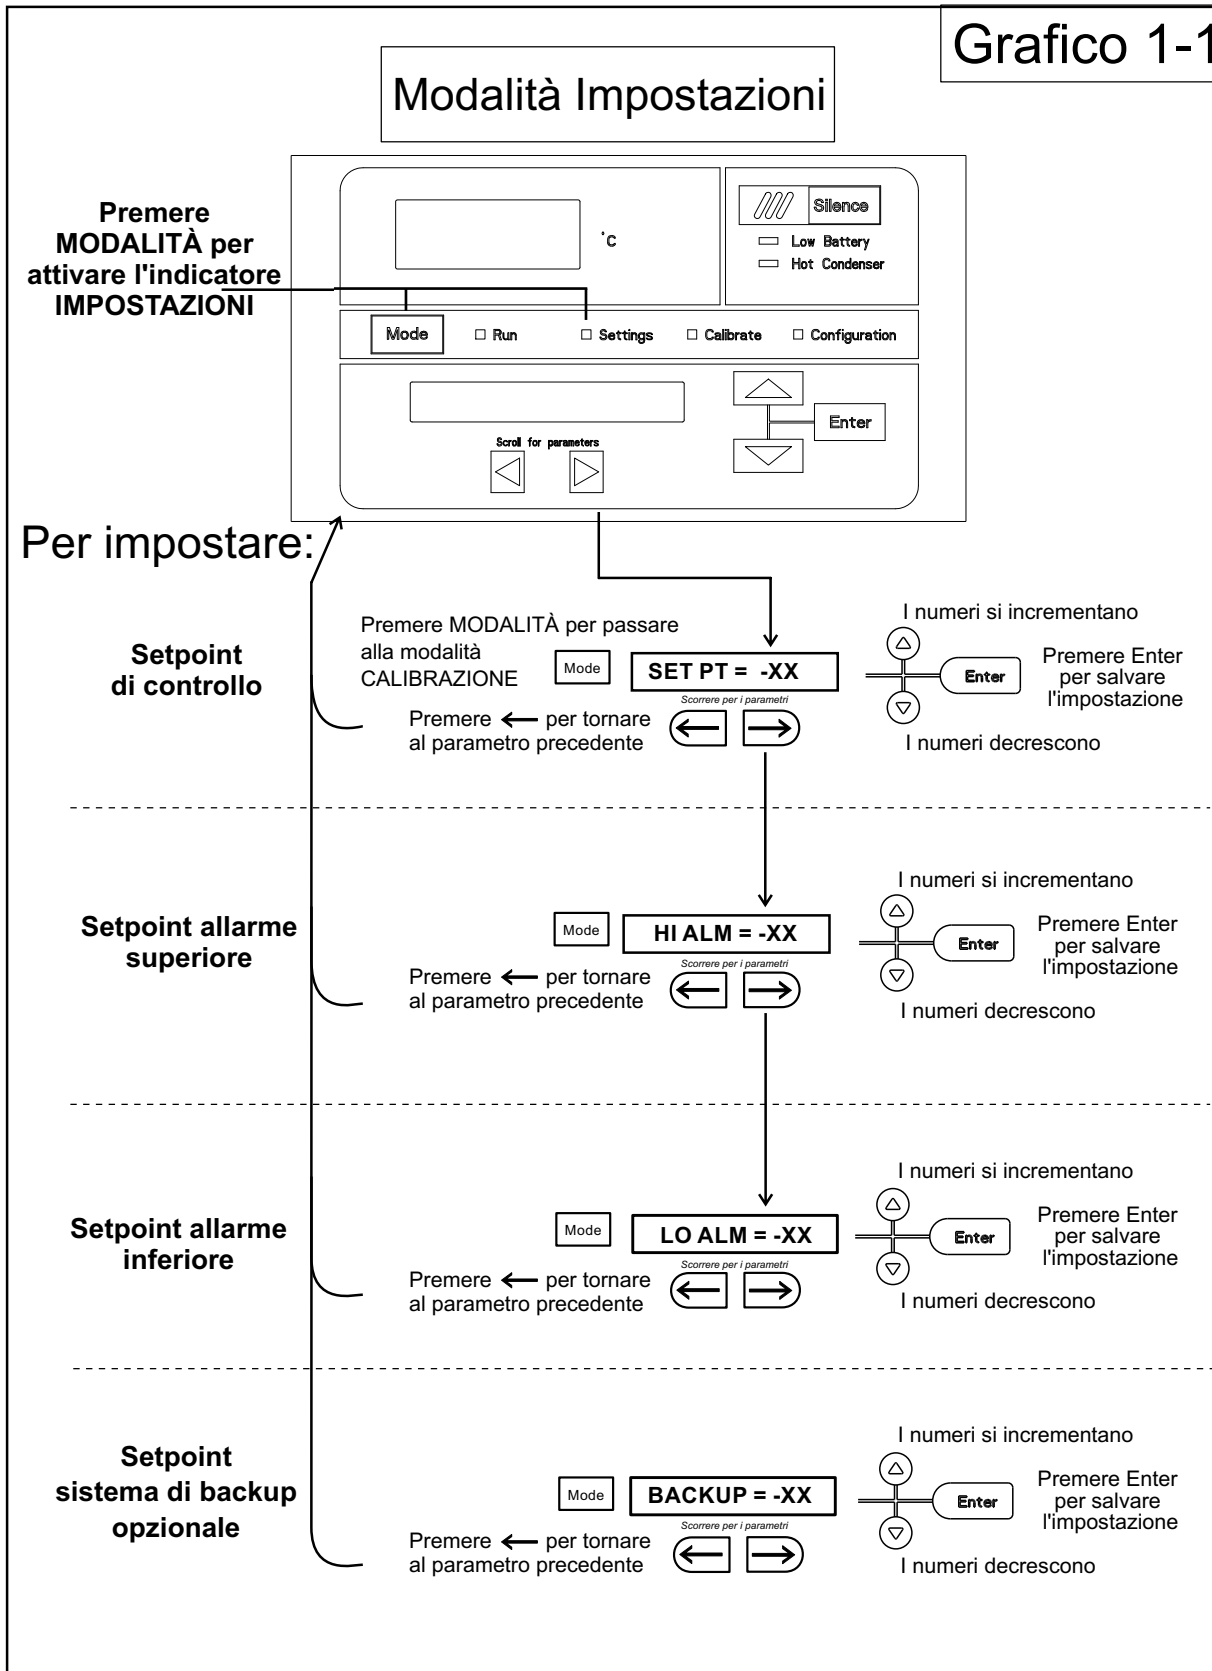 Grafico 1-1
Modalità Impostazioni
Premere
MODALITÀ per
attivare l'indicatore
IMPOSTAZIONI
°C
Silence
Low Battery
Hot Condenser
Mode
Run
Settings
Calibrate
Configuration
Scroll for parameters
Enter
Per impostare:
Setpoint
di controllo
Premere MODALITÀ per passare
alla modalità
CALIBRAZIONE
Mode
SET PT = -XX
Scorrere per i parametri
Premere ← per tornare
al parametro precedente
I numeri si incrementano
Enter
Premere Enter
per salvare
l'impostazione
I numeri decrescono
Setpoint allarme
superiore
Mode
HI ALM = -XX
Scorrere per i parametri
Premere ← per tornare
al parametro precedente
I numeri si incrementano
Enter
Premere Enter
per salvare
l'impostazione
I numeri decrescono
Setpoint allarme
inferiore
Mode
LO ALM = -XX
Scorrere per i parametri
Premere ← per tornare
al parametro precedente
I numeri si incrementano
Enter
Premere Enter
per salvare
l'impostazione
I numeri decrescono
Setpoint
sistema di backup
opzionale
Mode
BACKUP = -XX
Scorrere per i parametri
Premere ← per tornare
al parametro precedente
I numeri si incrementano
Enter
Premere Enter
per salvare
l'impostazione
I numeri decrescono